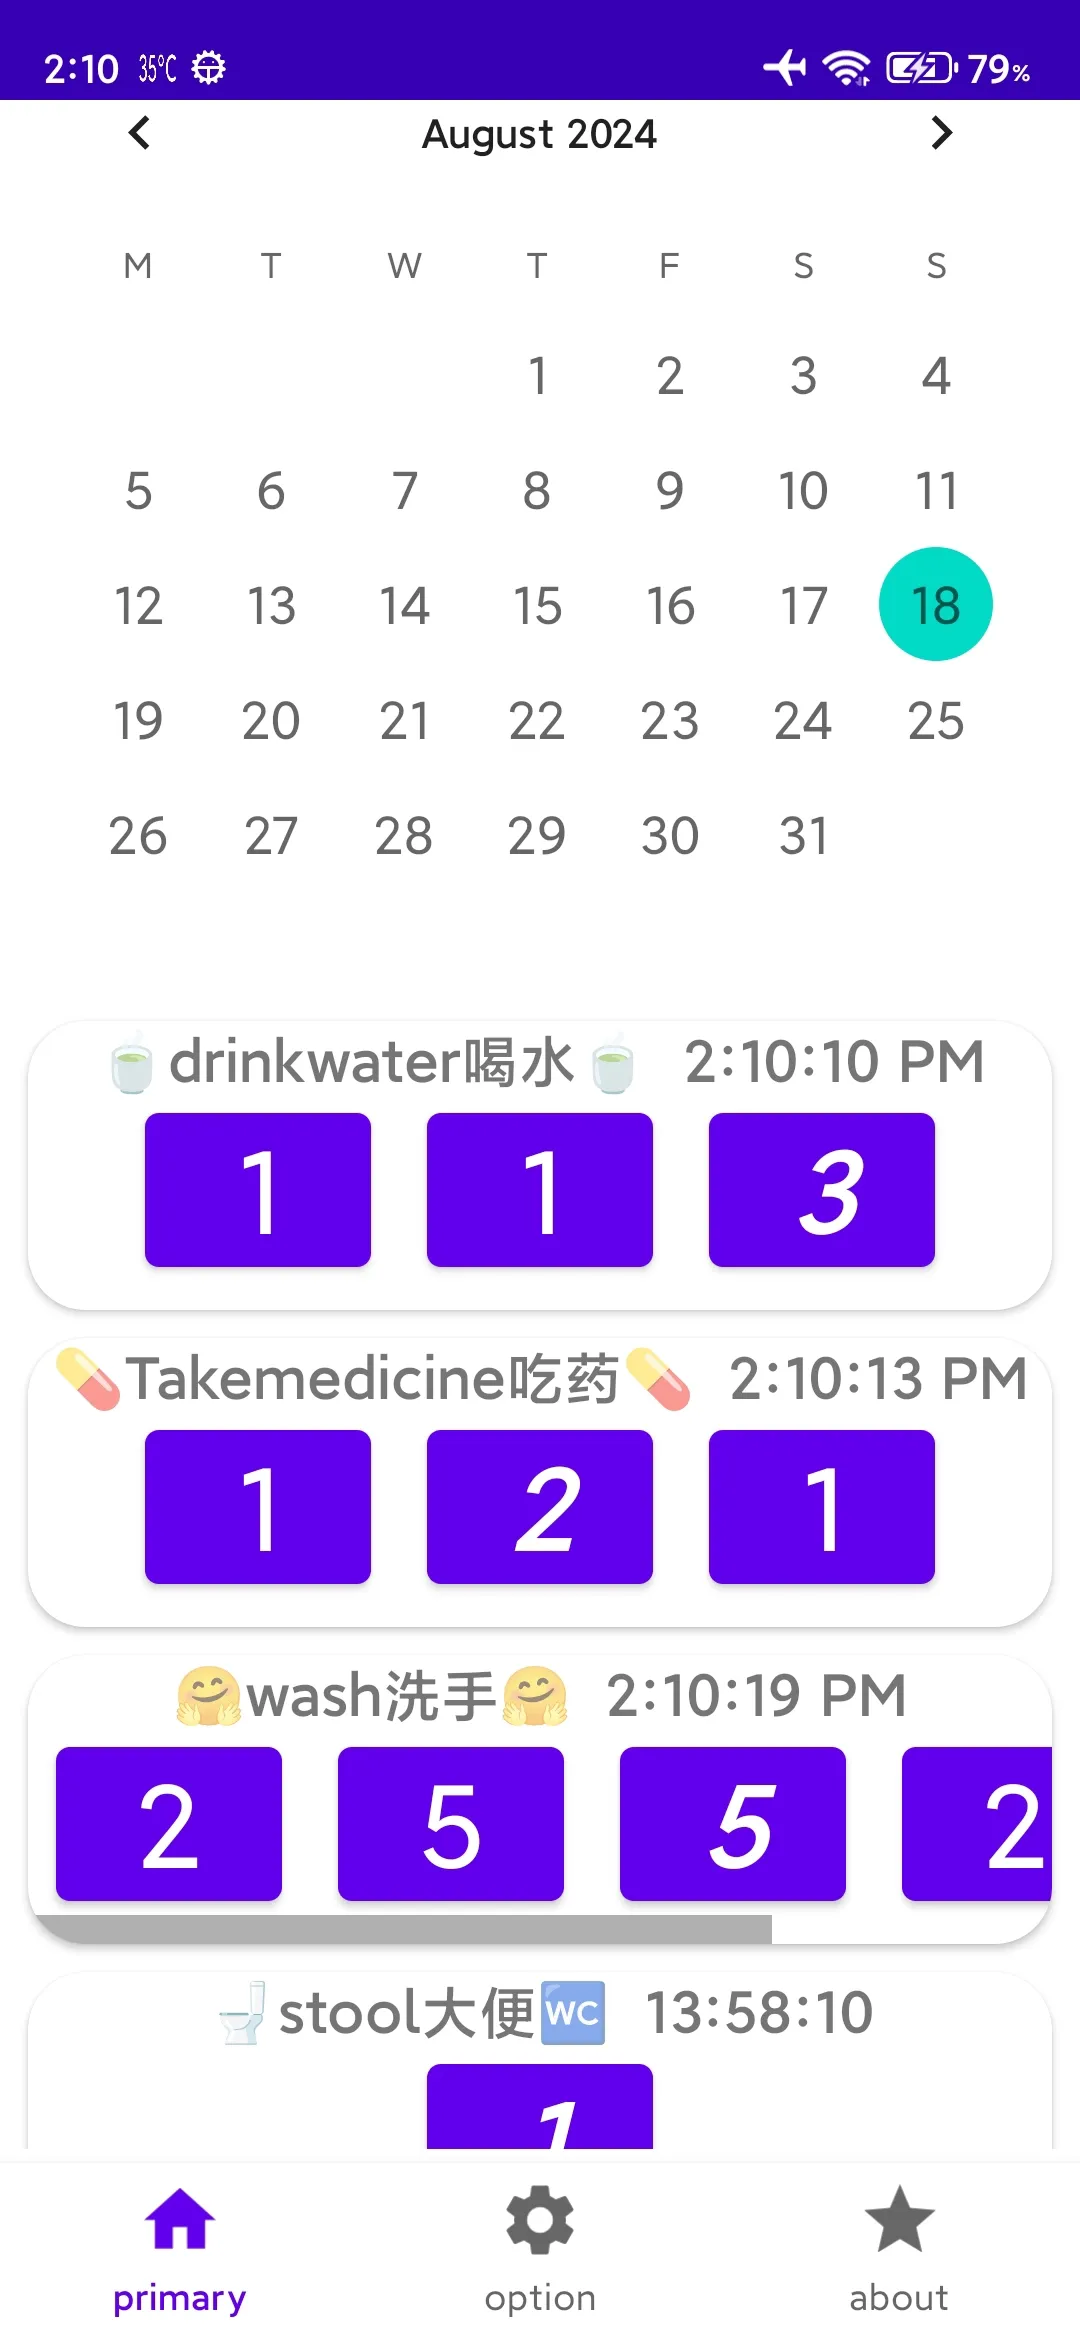 2:10 35°C 79%
August 2024
M T W T F S S
1 2 3 4
5 6 7 8 9 10 11
12 13 14 15 16 17 18
19 20 21 22 23 24 25
26 27 28 29 30 31
🍵drinkwater喝水🍵 2:10:10 PM
1 1 3
💊Takemedicine吃药💊 2:10:13 PM
1 2 1
🤗wash洗手🤗 2:10:19 PM
2 5 5 2
🚽stool大便🚾 13:58:10
1
primary option about